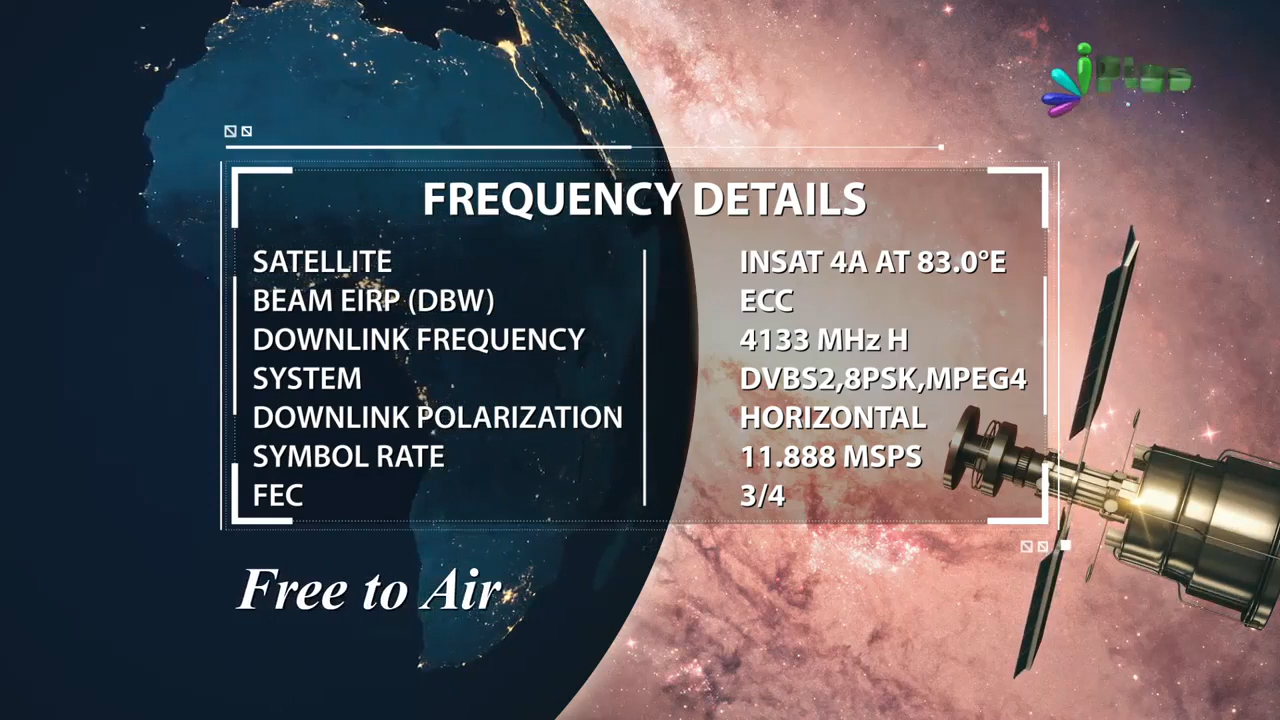 iPlus
FREQUENCY DETAILS
SATELLITE INSAT 4A AT 83.0°E
BEAM EIRP (DBW) ECC
DOWNLINK FREQUENCY 4133 MHz H
SYSTEM DVBS2,8PSK,MPEG4
DOWNLINK POLARIZATION HORIZONTAL
SYMBOL RATE 11.888 MSPS
FEC 3/4
Free to Air